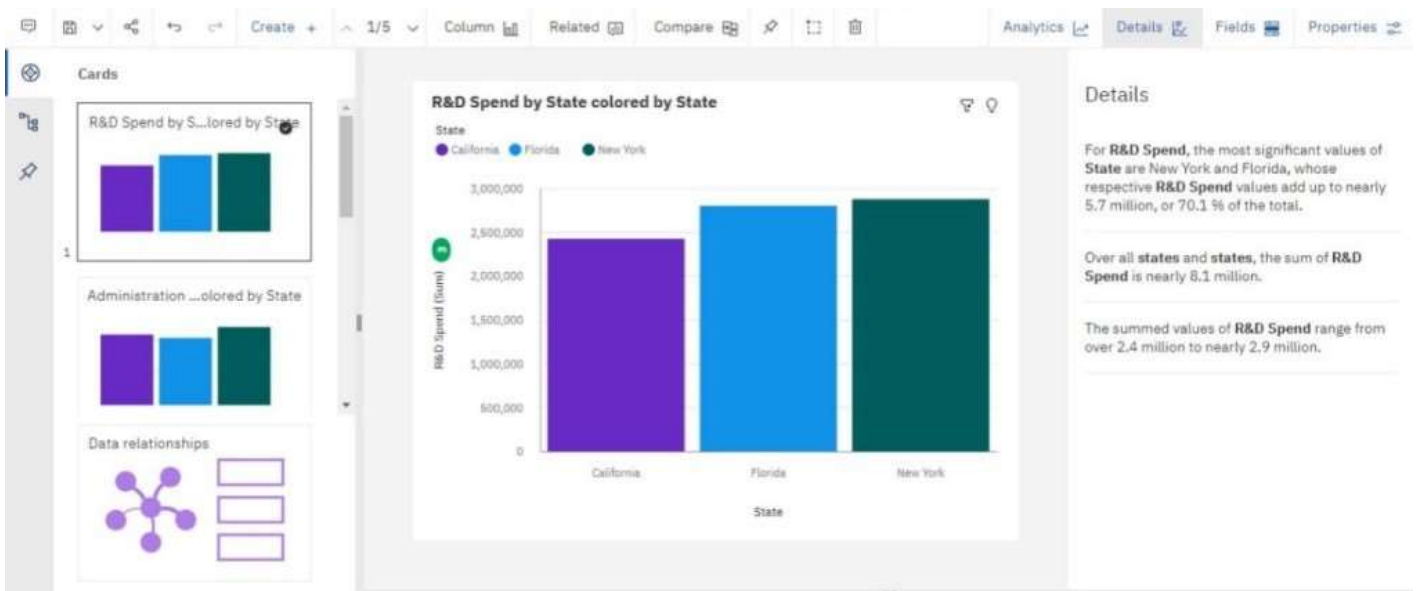 Create + 1/5 Column Related Compare Analytics Details Fields Properties
Cards
R&D Spend by S...lored by State
1
Administration ...olored by State
Data relationships
R&D Spend by State colored by State
State
California Florida New York
3,000,000
2,500,000
2,000,000
1,500,000
1,000,000
500,000
0
R&D Spend (Sum)
California Florida New York
State
Details
For R&D Spend, the most significant values of
State are New York and Florida, whose
respective R&D Spend values add up to nearly
5.7 million, or 70.1 % of the total.
Over all states and states, the sum of R&D
Spend is nearly 8.1 million.
The summed values of R&D Spend range from
over 2.4 million to nearly 2.9 million.